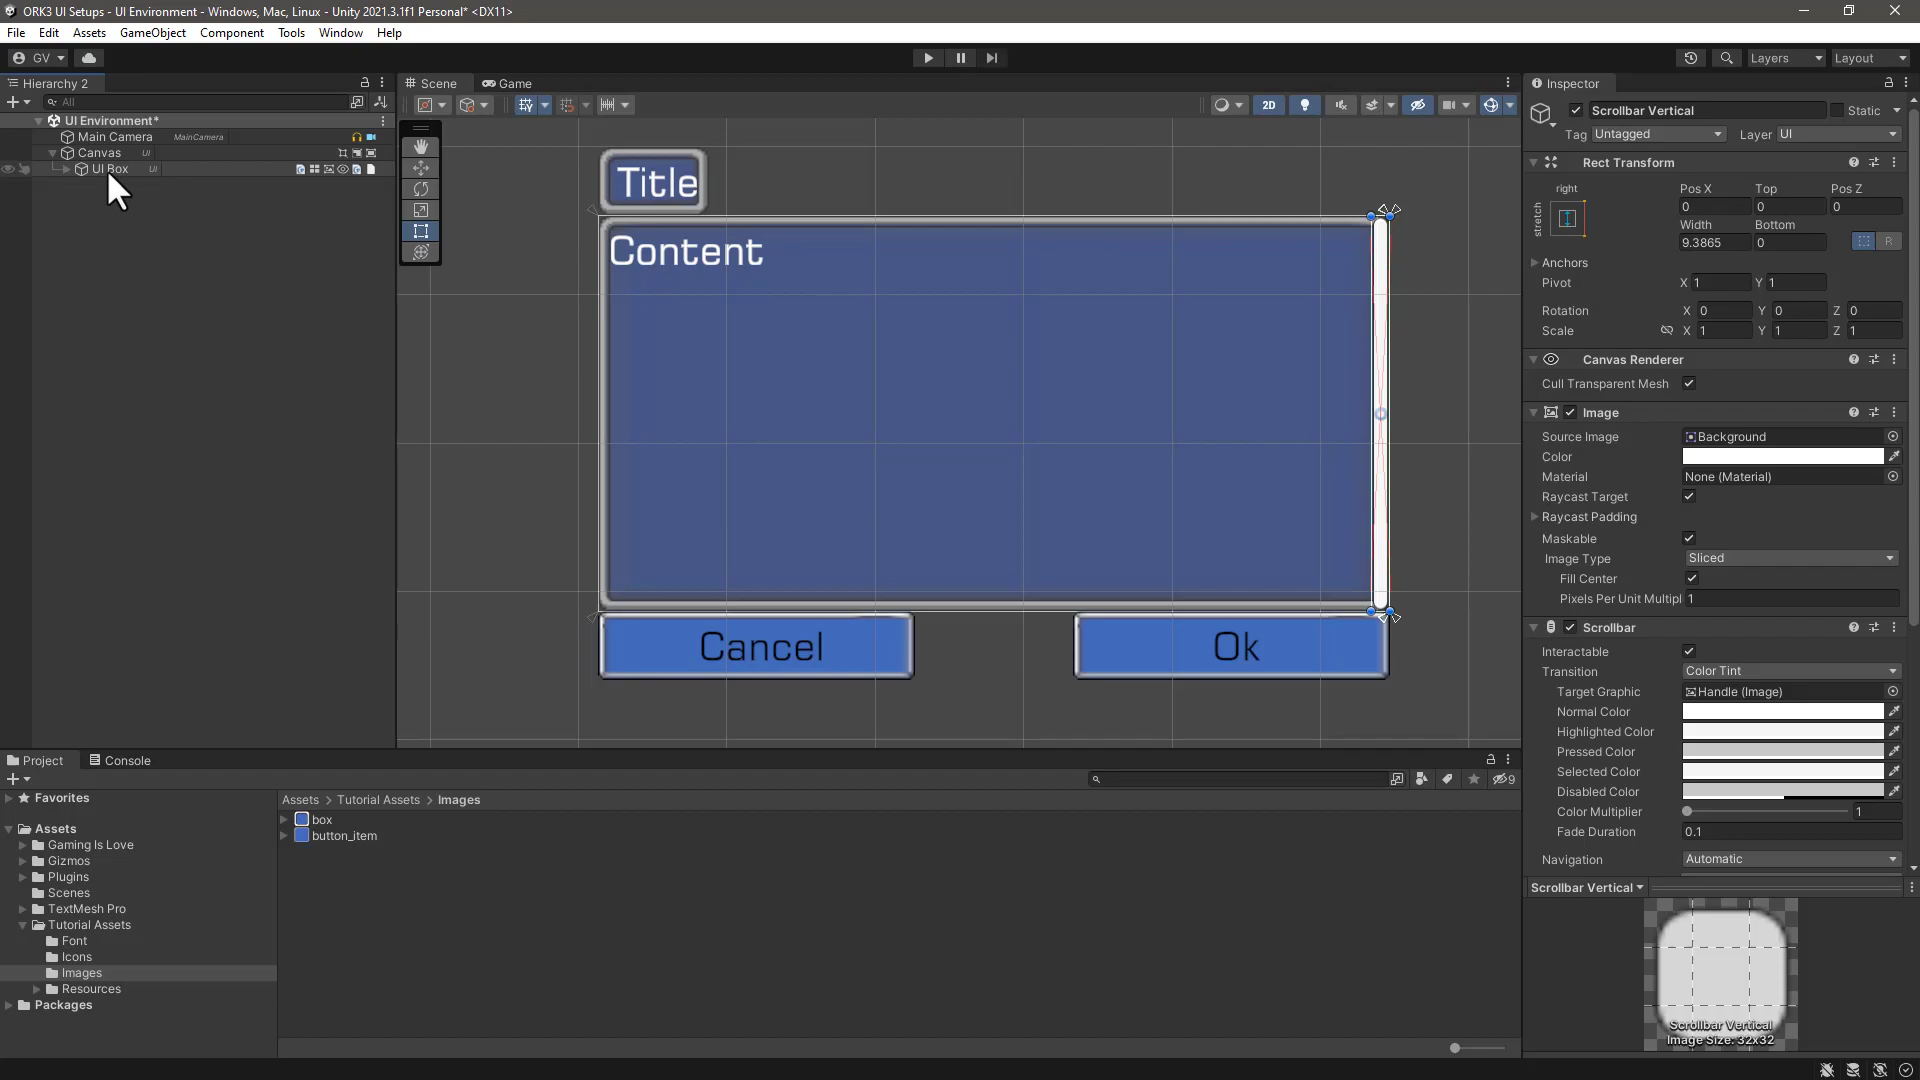 ORK3 UI Setups - UI Environment - Windows, Mac, Linux - Unity 2021.3.1f1 Personal* <DX11>
File Edit Assets GameObject Component Tools Window Help
GV Layers Layout
Hierarchy 2
All
UI Environment*
Main Camera MainCamera
Canvas UI
UI Box UI
Scene Game
2D
Title
Content
Cancel Ok
Inspector
Scrollbar Vertical Static
Tag Untagged Layer UI
Rect Transform
right
stretch
Pos X Top Pos Z
0 0 0
Width Bottom
9.3865 0 R
Anchors
Pivot X 1 Y 1
Rotation X 0 Y 0 Z 0
Scale X 1 Y 1 Z 1
Canvas Renderer
Cull Transparent Mesh
Image
Source Image Background
Color
Material None (Material)
Raycast Target
Raycast Padding
Maskable
Image Type Sliced
Fill Center
Pixels Per Unit Multipl 1
Scrollbar
Interactable
Transition Color Tint
Target Graphic Handle (Image)
Normal Color
Highlighted Color
Pressed Color
Selected Color
Disabled Color
Color Multiplier 1
Fade Duration 0.1
Navigation Automatic
Scrollbar Vertical
Scrollbar Vertical
Image Size: 32x32
Project Console
9
Favorites
Assets
Gaming Is Love
Gizmos
Plugins
Scenes
TextMesh Pro
Tutorial Assets
Font
Icons
Images
Resources
Packages
Assets > Tutorial Assets > Images
box
button_item